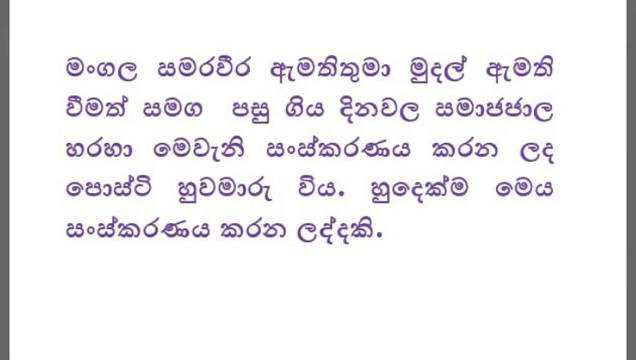 මංගල සමරවීර ඇමතිතුමා මුදල් ඇමති
වීමත් සමග පසු ගිය දිනවල සමාජජාල
හරහා මෙවැනි සංස්කරණය කරන ලද
පොස්ට් හුවමාරු විය. හුදෙක්ම මෙය
සංස්කරණය කරන ලද්දකි.